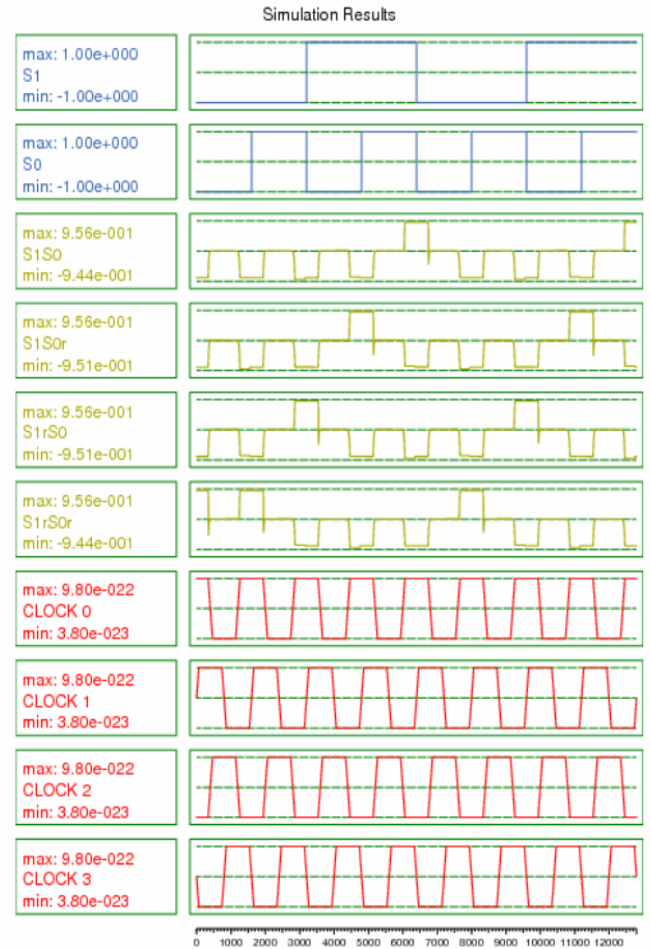 Simulation Results
max: 1.00e+000
S1
min: -1.00e+000
max: 1.00e+000
S0
min: -1.00e+000
max: 9.56e-001
S1S0
min: -9.44e-001
max: 9.56e-001
S1S0r
min: -9.51e-001
max: 9.56e-001
S1rS0
min: -9.51e-001
max: 9.56e-001
S1rS0r
min: -9.44e-001
max: 9.80e-022
CLOCK 0
min: 3.80e-023
max: 9.80e-022
CLOCK 1
min: 3.80e-023
max: 9.80e-022
CLOCK 2
min: 3.80e-023
max: 9.80e-022
CLOCK 3
min: 3.80e-023
0 1000 2000 3000 4000 5000 6000 7000 8000 9000 10000 11000 12000